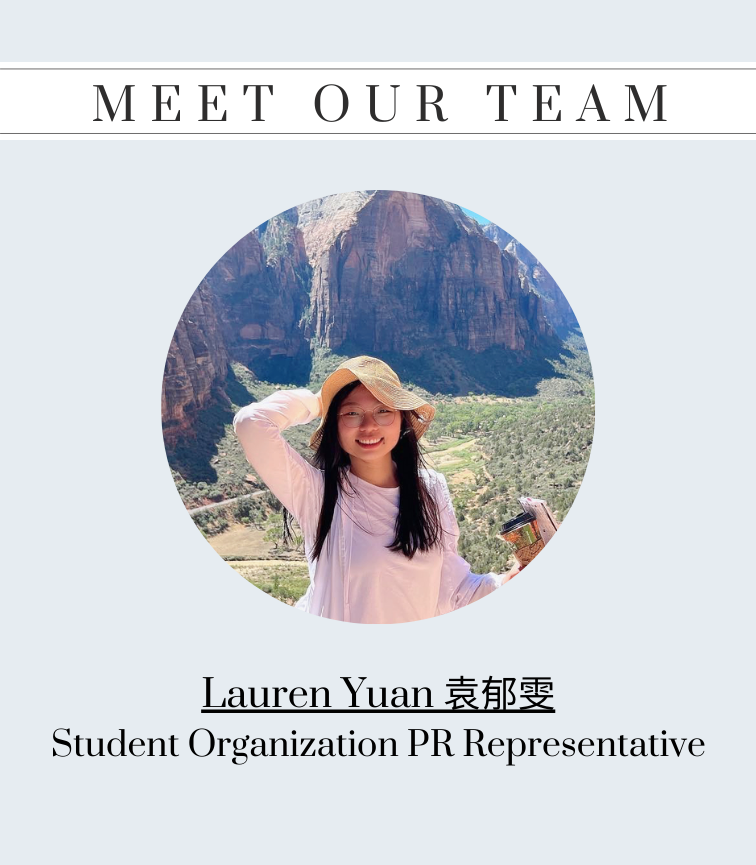 MEET OUR TEAM
Lauren Yuan 袁郁雯
Student Organization PR Representative